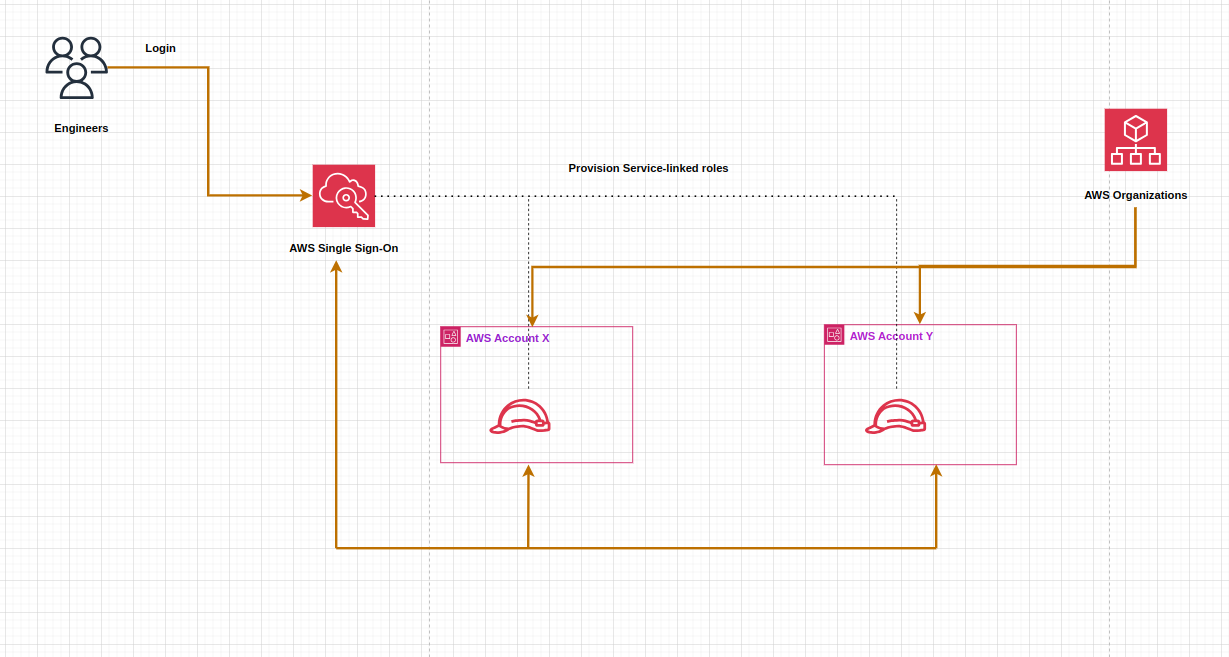 Login
Engineers
Provision Service-linked roles
AWS Organizations
AWS Single Sign-On
AWS Account X
AWS Account Y